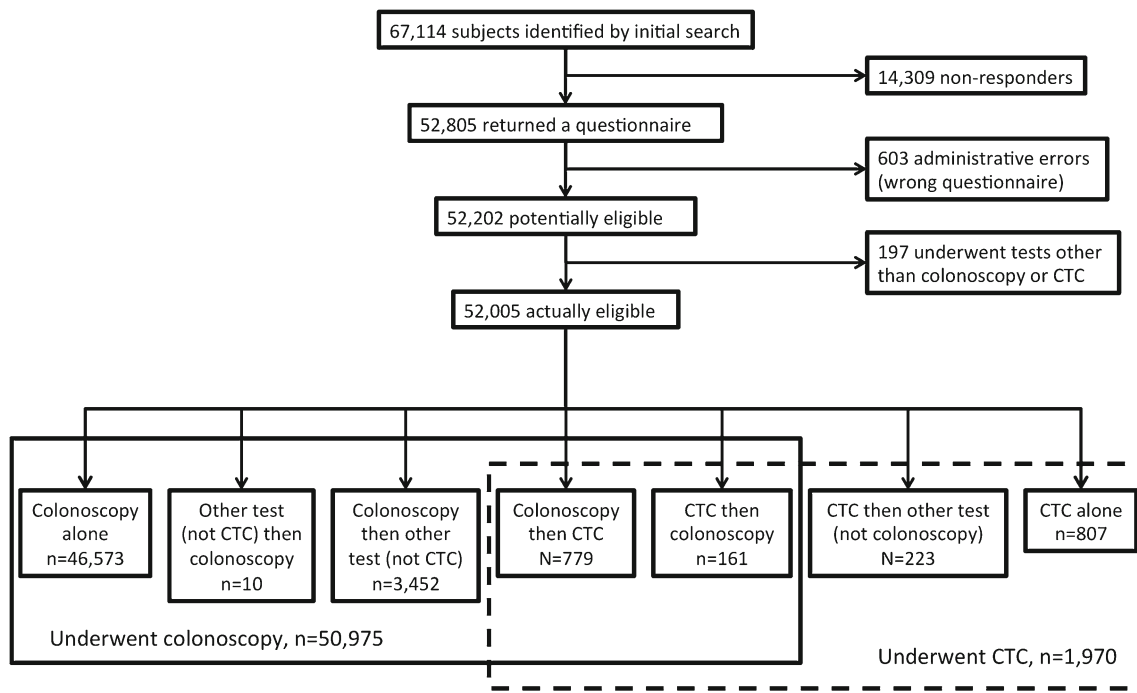 67,114 subjects identified by initial search
14,309 non-responders
52,805 returned a questionnaire
603 administrative errors
(wrong questionnaire)
52,202 potentially eligible
197 underwent tests other
than colonoscopy or CTC
52,005 actually eligible
Colonoscopy
alone
n=46,573
Other test
(not CTC) then
colonoscopy
n=10
Colonoscopy
then other
test (not CTC)
n=3,452
Colonoscopy
then CTC
N=779
CTC then
colonoscopy
n=161
CTC then other test
(not colonoscopy)
N=223
CTC alone
n=807
Underwent colonoscopy, n=50,975
Underwent CTC, n=1,970